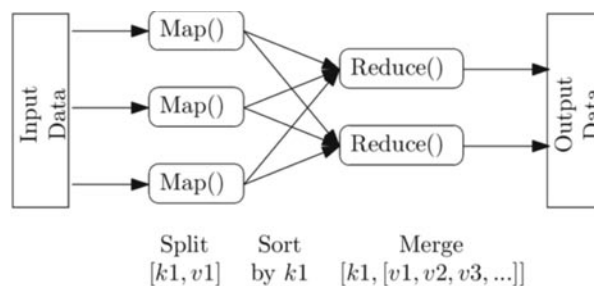 Input
Data
Map()
Map()
Map()
Reduce()
Reduce()
Output
Data
Split
[k1, v1]
Sort
by k1
Merge
[k1, [v1, v2, v3, ...]]